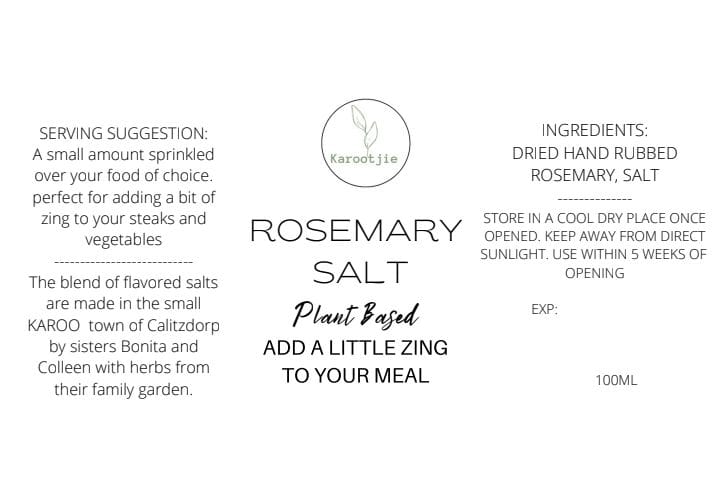 SERVING SUGGESTION:
A small amount sprinkled
over your food of choice.
perfect for adding a bit of
zing to your steaks and
vegetables
---------------------------
The blend of flavored salts
are made in the small
KAROO town of Calitzdorp
by sisters Bonita and
Colleen with herbs from
their family garden.
Karootjie
ROSEMARY
SALT
Plant Based
ADD A LITTLE ZING
TO YOUR MEAL
INGREDIENTS:
DRIED HAND RUBBED
ROSEMARY, SALT
--------------
STORE IN A COOL DRY PLACE ONCE
OPENED. KEEP AWAY FROM DIRECT
SUNLIGHT. USE WITHIN 5 WEEKS OF
OPENING
EXP:
100ML